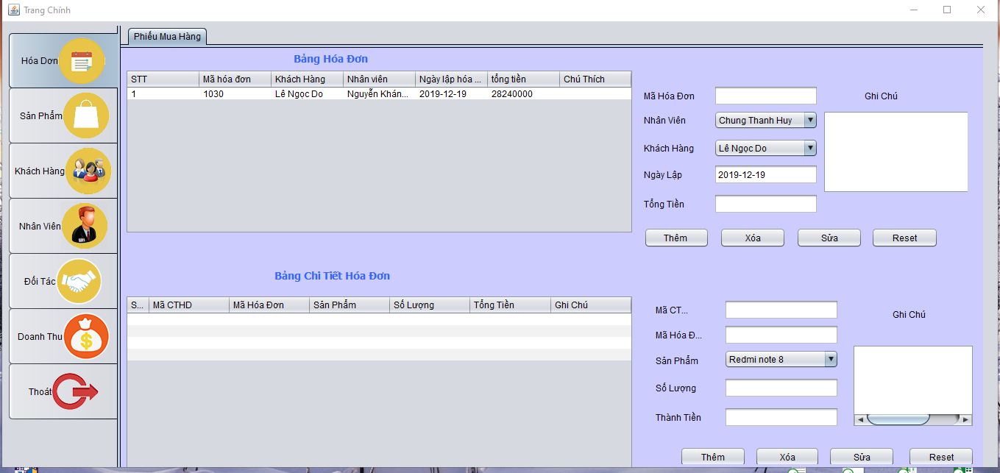 Trang Chính
Hóa Dơn
Sản Phẩm
Khách Hàng
Nhân Viên
Đối Tác
Doanh Thu
Thoát
Phiếu Mua Hàng
Bảng Hóa Đơn
STT Mã hóa đơn Khách Hàng Nhân viên Ngày lập hóa ... tổng tiền Chú Thích
1 1030 Lê Ngọc Do Nguyễn Khán... 2019-12-19 28240000
Mã Hóa Đơn
Nhân Viên Chung Thanh Huy
Khách Hàng Lê Ngọc Do
Ngày Lập 2019-12-19
Tổng Tiền
Ghi Chú
Thêm Xóa Sửa Reset
Bảng Chi Tiết Hóa Đơn
S... Mã CTHD Mã Hóa Đơn Sản Phẩm Số Lượng Tổng Tiền Ghi Chú
Mã CT...
Mã Hóa Đ...
Sản Phẩm Redmi note 8
Số Lượng
Thành Tiền
Ghi Chú
Thêm Xóa Sửa Reset